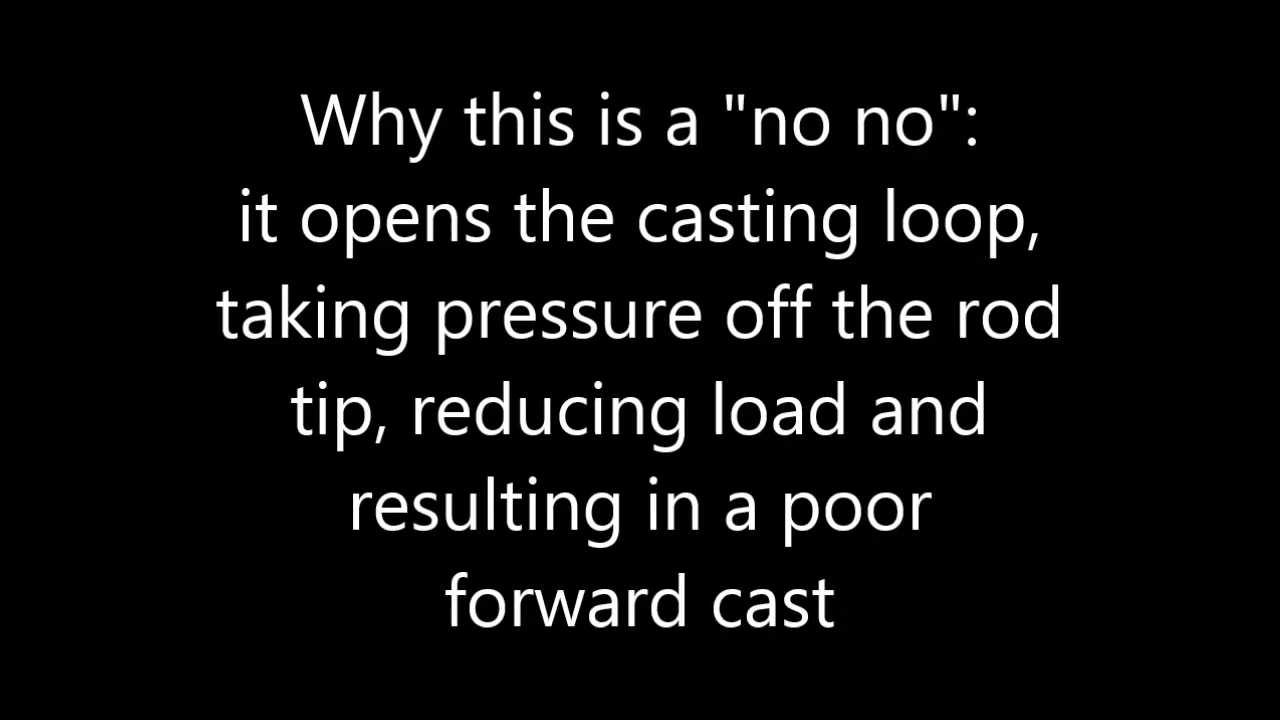 Why this is a "no no":
it opens the casting loop,
taking pressure off the rod
tip, reducing load and
resulting in a poor
forward cast